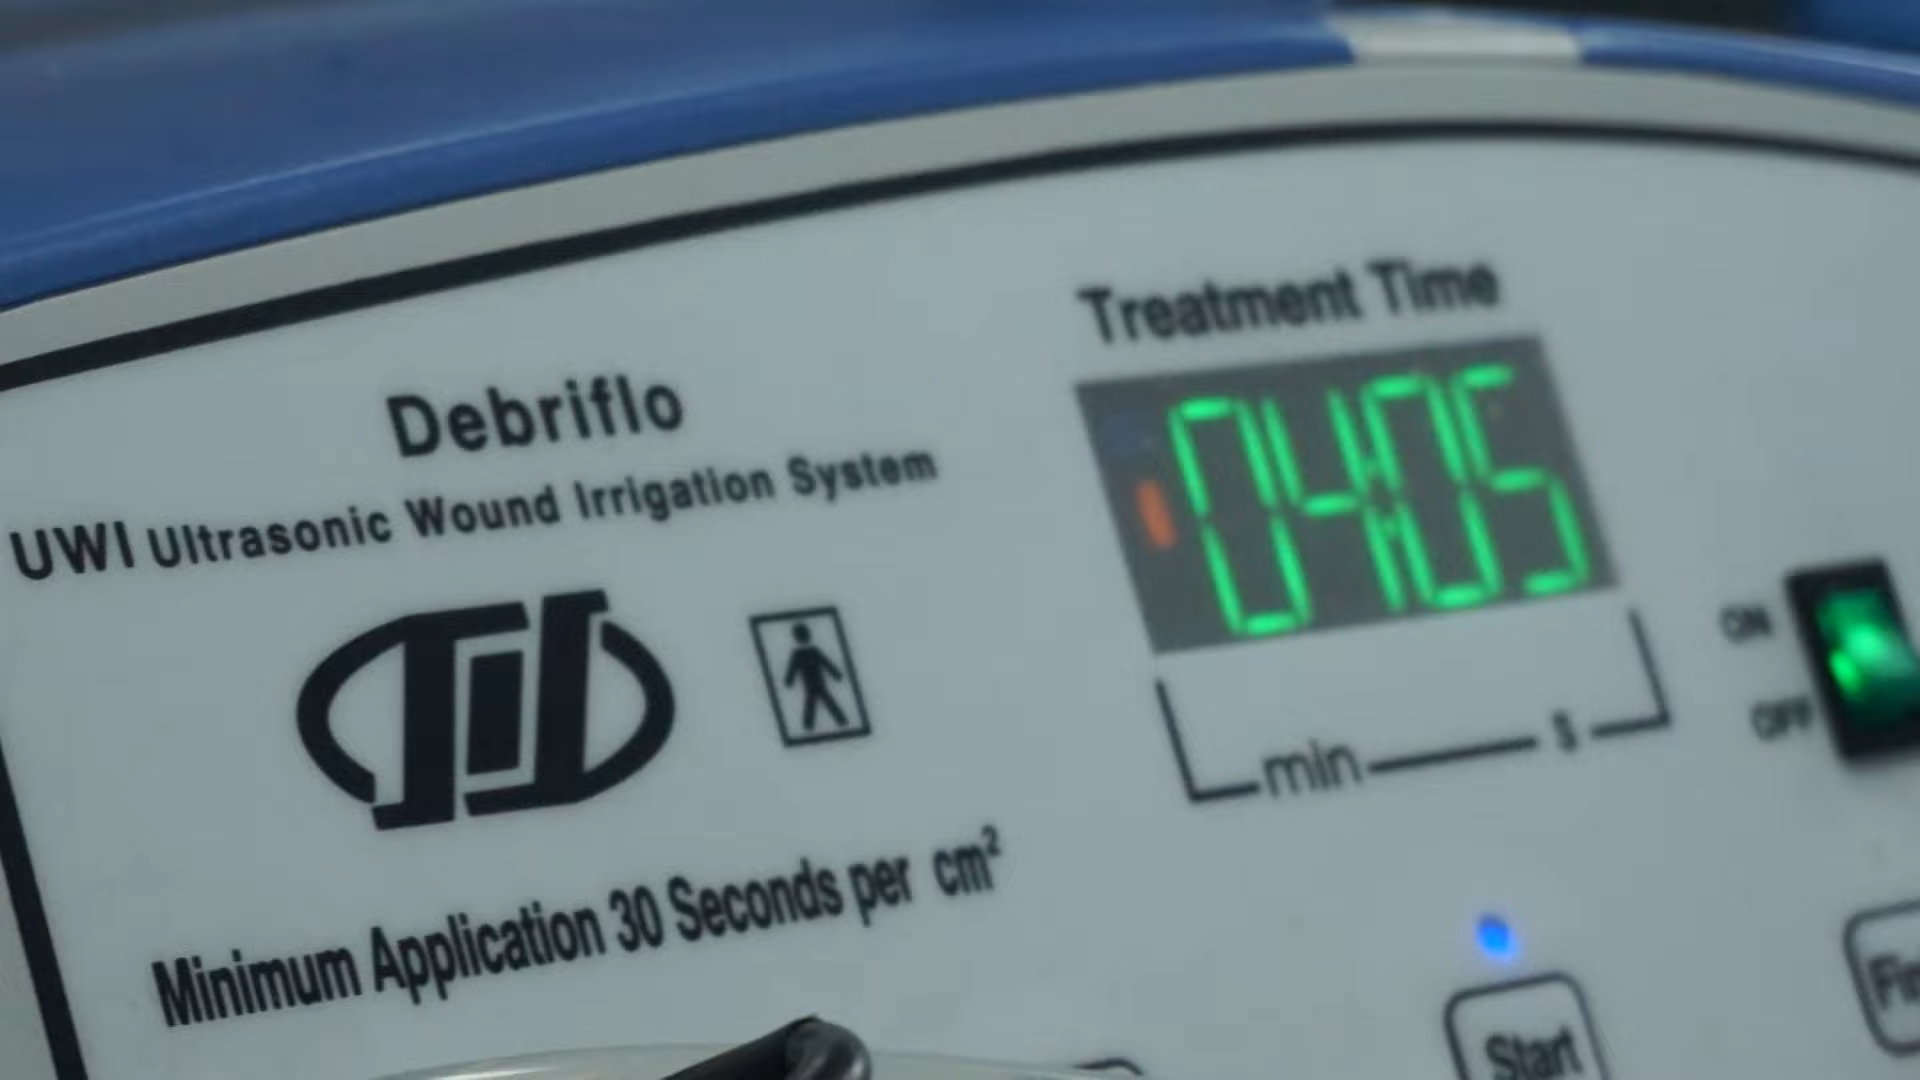 Treatment Time
04:05
Debriflo
UWI Ultrasonic Wound Irrigation System
min s
ON
OFF
Minimum Application 30 Seconds per cm²
Start